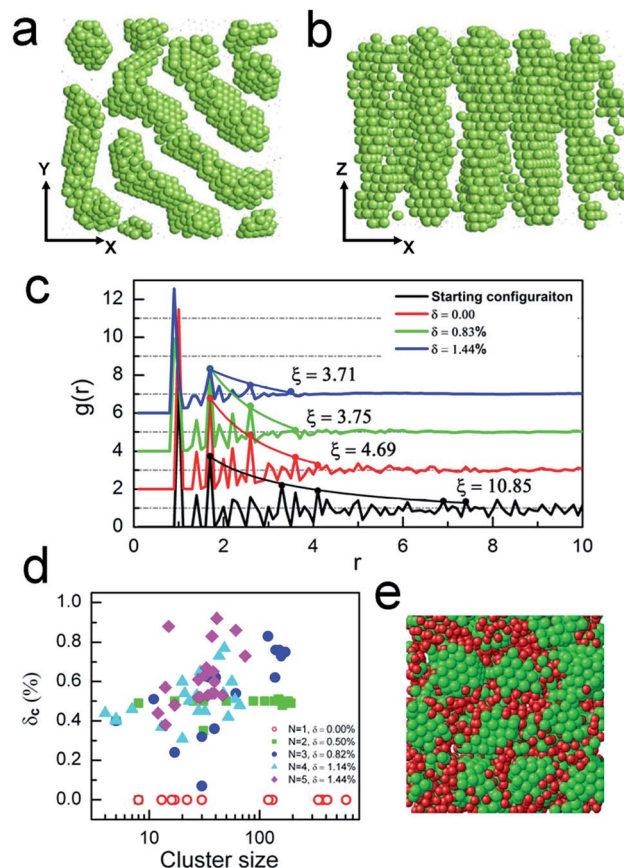 a
b
Y
X
Z
X
c
Starting configuraiton
δ = 0.00
δ = 0.83%
δ = 1.44%
ξ = 3.71
ξ = 3.75
ξ = 4.69
ξ = 10.85
g(r)
12
10
8
6
4
2
0
0 2 4 6 8 10
r
d
e
δc (%)
1.0
0.8
0.6
0.4
0.2
0.0
N=1, δ = 0.00%
N=2, δ = 0.50%
N=3, δ = 0.82%
N=4, δ = 1.14%
N=5, δ = 1.44%
10 100
Cluster size